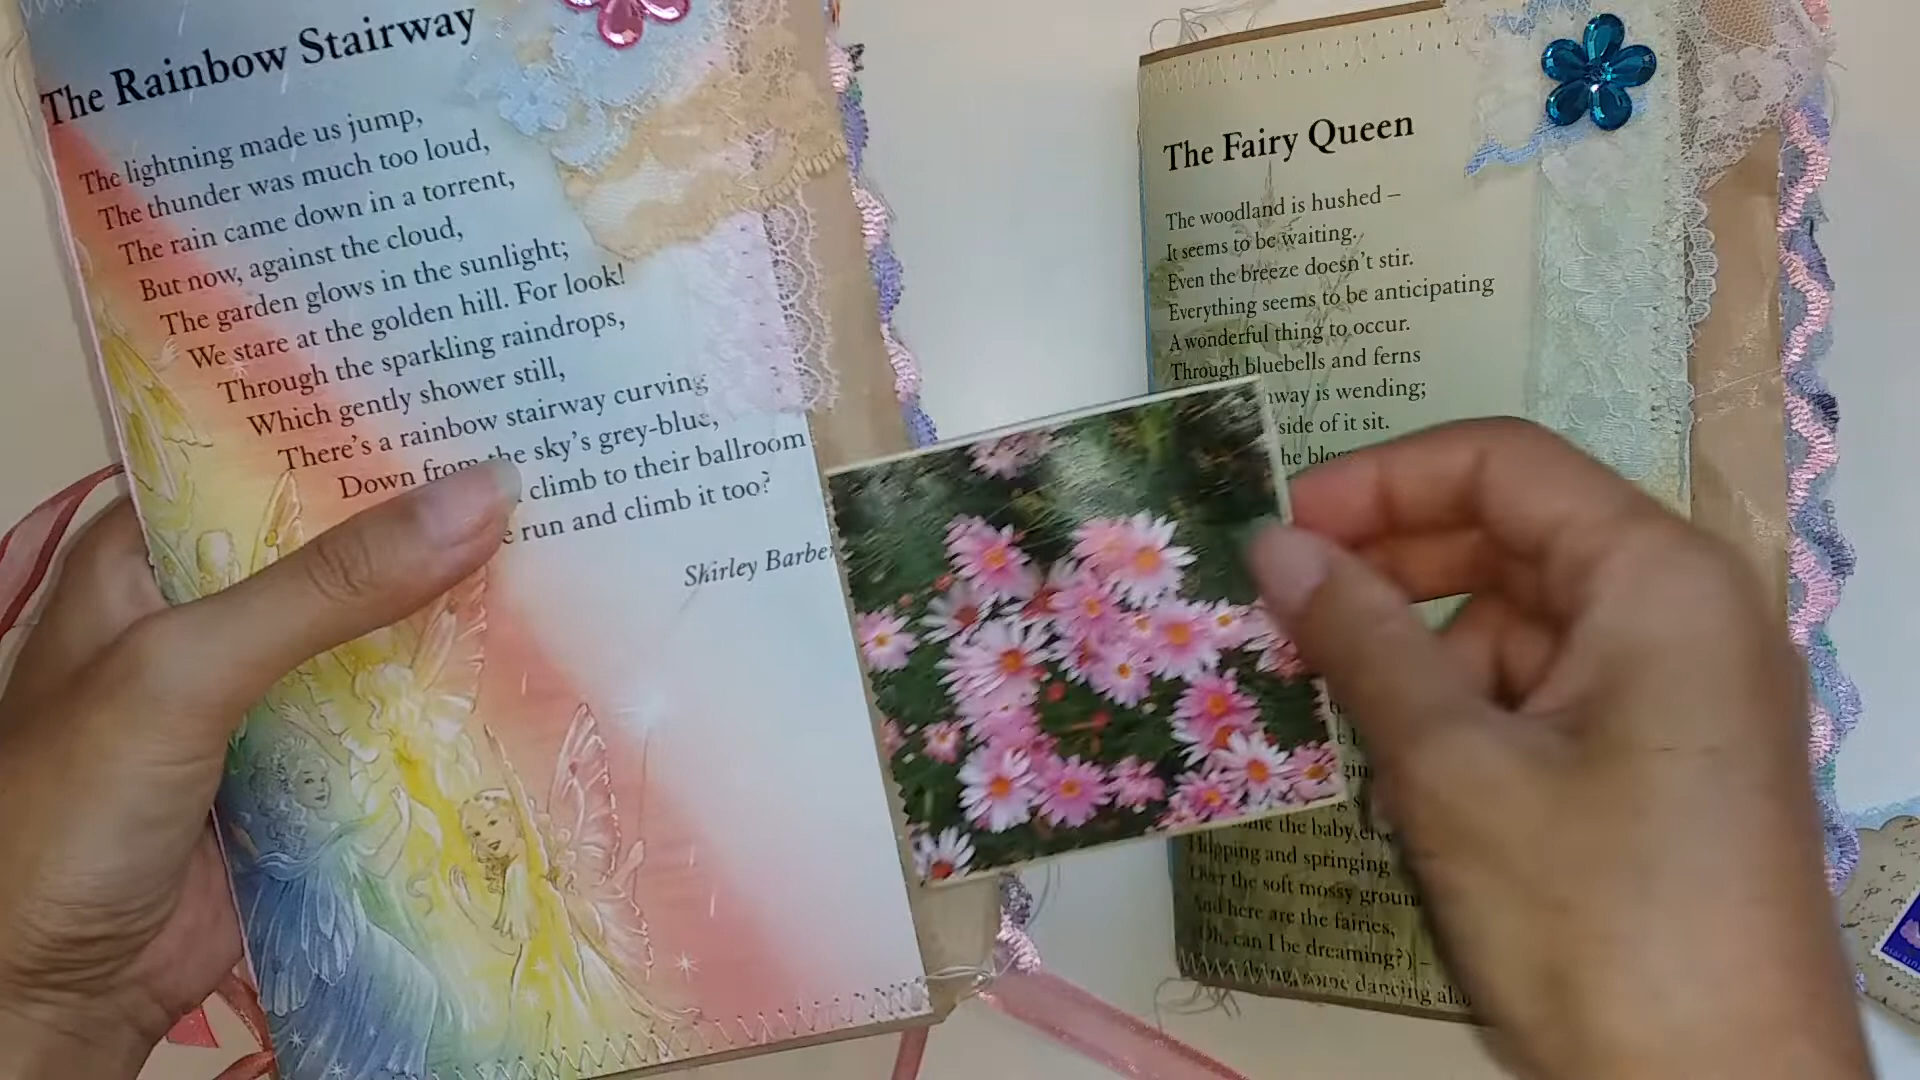 The Rainbow Stairway
The lightning made us jump,
The thunder was much too loud,
The rain came down in a torrent,
But now, against the cloud,
The garden glows in the sunlight;
We stare at the golden hill. For look!
Through the sparkling raindrops,
Which gently shower still,
There's a rainbow stairway curving
Down from the sky's grey-blue,
climb to their ballroom
run and climb it too?
Shirley Barber
The Fairy Queen
The woodland is hushed –
It seems to be waiting.
Even the breeze doesn't stir.
Everything seems to be anticipating
A wonderful thing to occur.
Through bluebells and ferns
is wending;
side of it sit.
the baby
Hopping and springing
Over the soft mossy
And here are the fairies,
(Oh, can I be dreaming?) –
some dancing